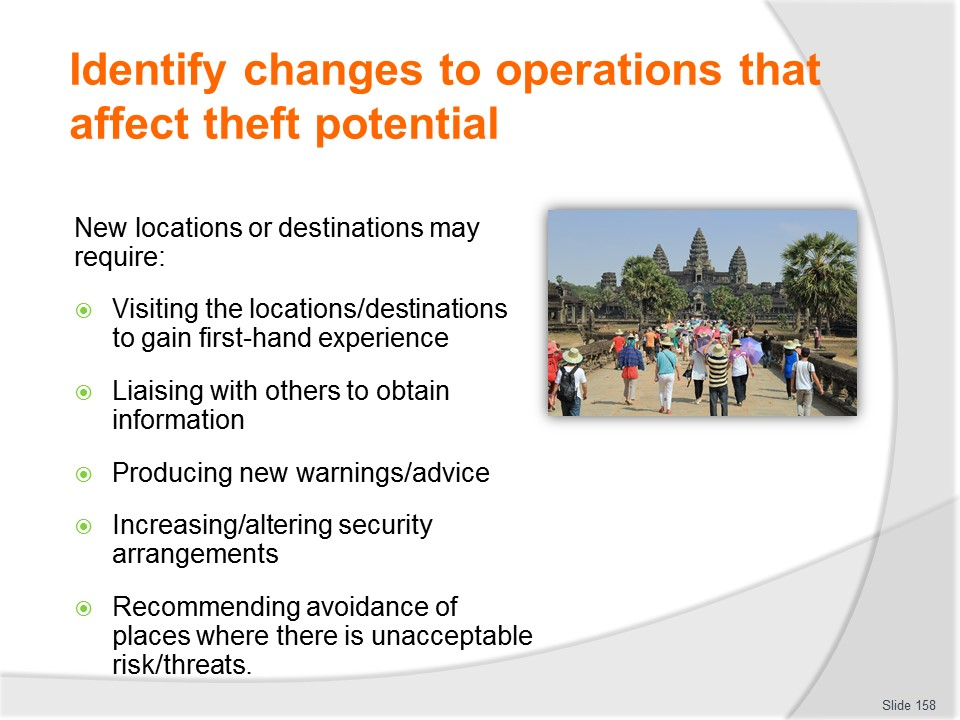 Identify changes to operations that
affect theft potential
New locations or destinations may
require:
Visiting the locations/destinations
to gain first-hand experience
Liaising with others to obtain
information
Producing new warnings/advice
Increasing/altering security
arrangements
Recommending avoidance of
places where there is unacceptable
risk/threats.
Slide 158